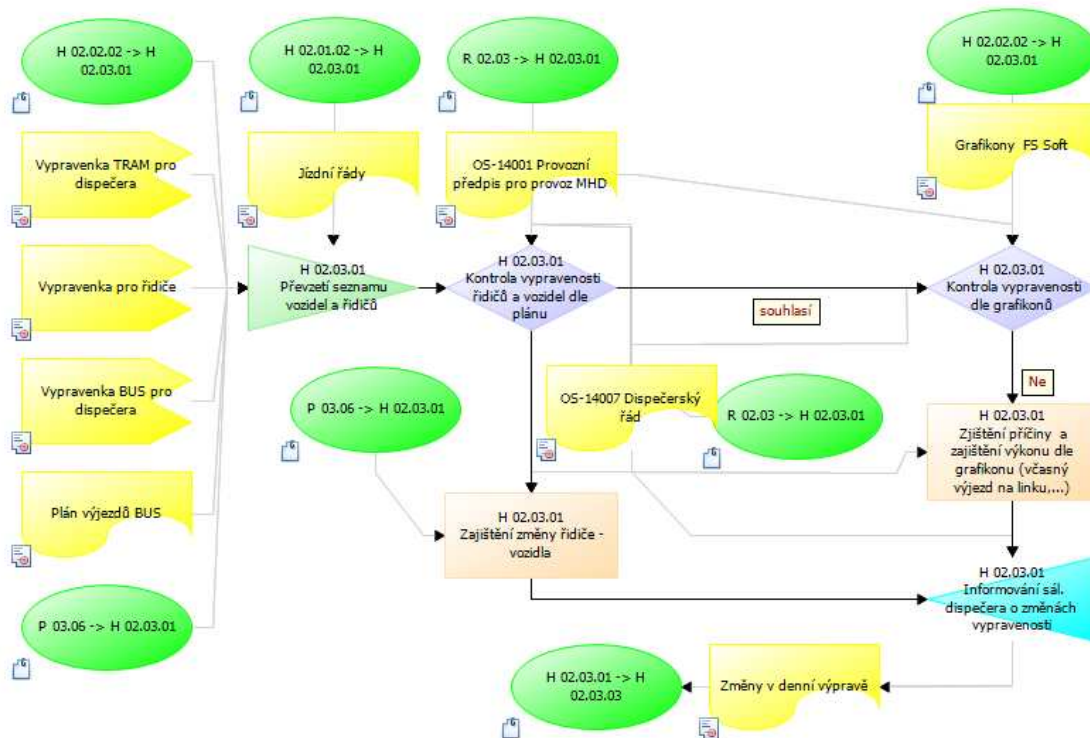 H 02.02.02 -> H
02.03.01
H 02.01.02 -> H
02.03.01
R 02.03 -> H 02.03.01
H 02.02.02 -> H
02.03.01
Vypravenka TRAM pro
dispečera
Jízdní řády
OS-14001 Provozní
předpis pro provoz MHD
Grafikony FS Soft
Vypravenka pro řidiče
H 02.03.01
Převzetí seznamu
vozidel a řidičů
H 02.03.01
Kontrola vypravenosti
řidičů a vozidel dle
plánu
souhlasí
H 02.03.01
Kontrola vypravenosti
dle grafikonů
Vypravenka BUS pro
dispečera
P 03.06 -> H 02.03.01
OS-14007 Dispečerský
řád
R 02.03 -> H 02.03.01
Ne
H 02.03.01
Zjištění příčiny a
zajištění výkonu dle
grafikonu (včasný
výjezd na linku,...)
Plán výjezdů BUS
H 02.03.01
Zajištění změny řidiče -
vozidla
H 02.03.01
Informování sál.
dispečera o změnách
vypravenosti
P 03.06 -> H 02.03.01
H 02.03.01 -> H
02.03.03
Změny v denní výpravě